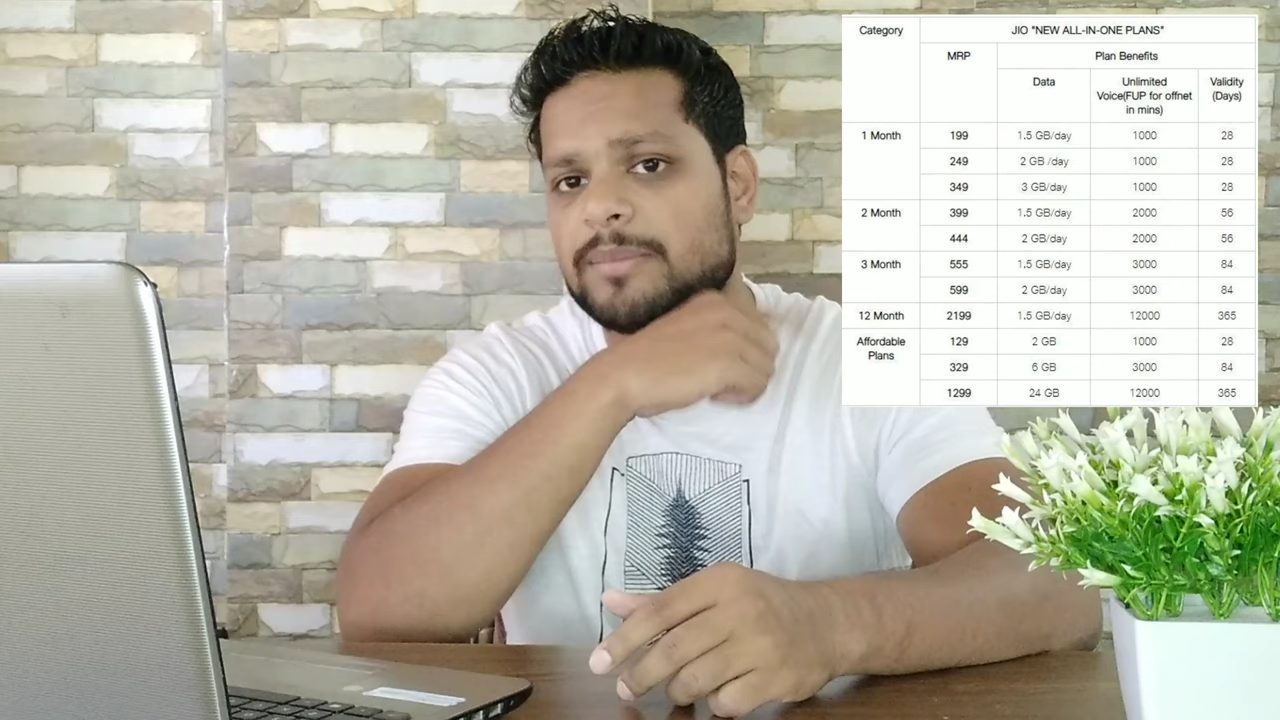 Category JIO "NEW ALL-IN-ONE PLANS"
MRP Plan Benefits
Data Unlimited Voice(FUP for offnet in mins) Validity (Days)
1 Month 199 1.5 GB/day 1000 28
249 2 GB /day 1000 28
349 3 GB/day 1000 28
2 Month 399 1.5 GB/day 2000 56
444 2 GB/day 2000 56
3 Month 555 1.5 GB/day 3000 84
599 2 GB/day 3000 84
12 Month 2199 1.5 GB/day 12000 365
Affordable Plans 129 2 GB 1000 28
329 6 GB 3000 84
1299 24 GB 12000 365